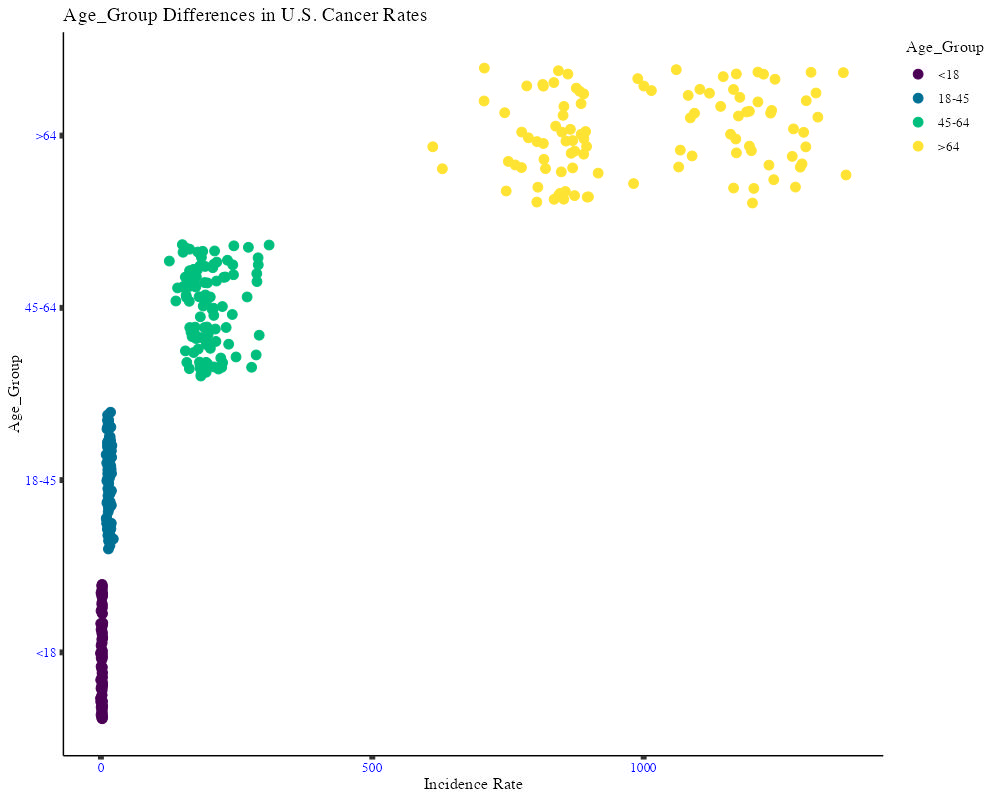 Age_Group Differences in U.S. Cancer Rates
Age_Group
<18
18-45
45-64
>64
>64
45-64
18-45
<18
Age_Group
0 500 1000
Incidence Rate